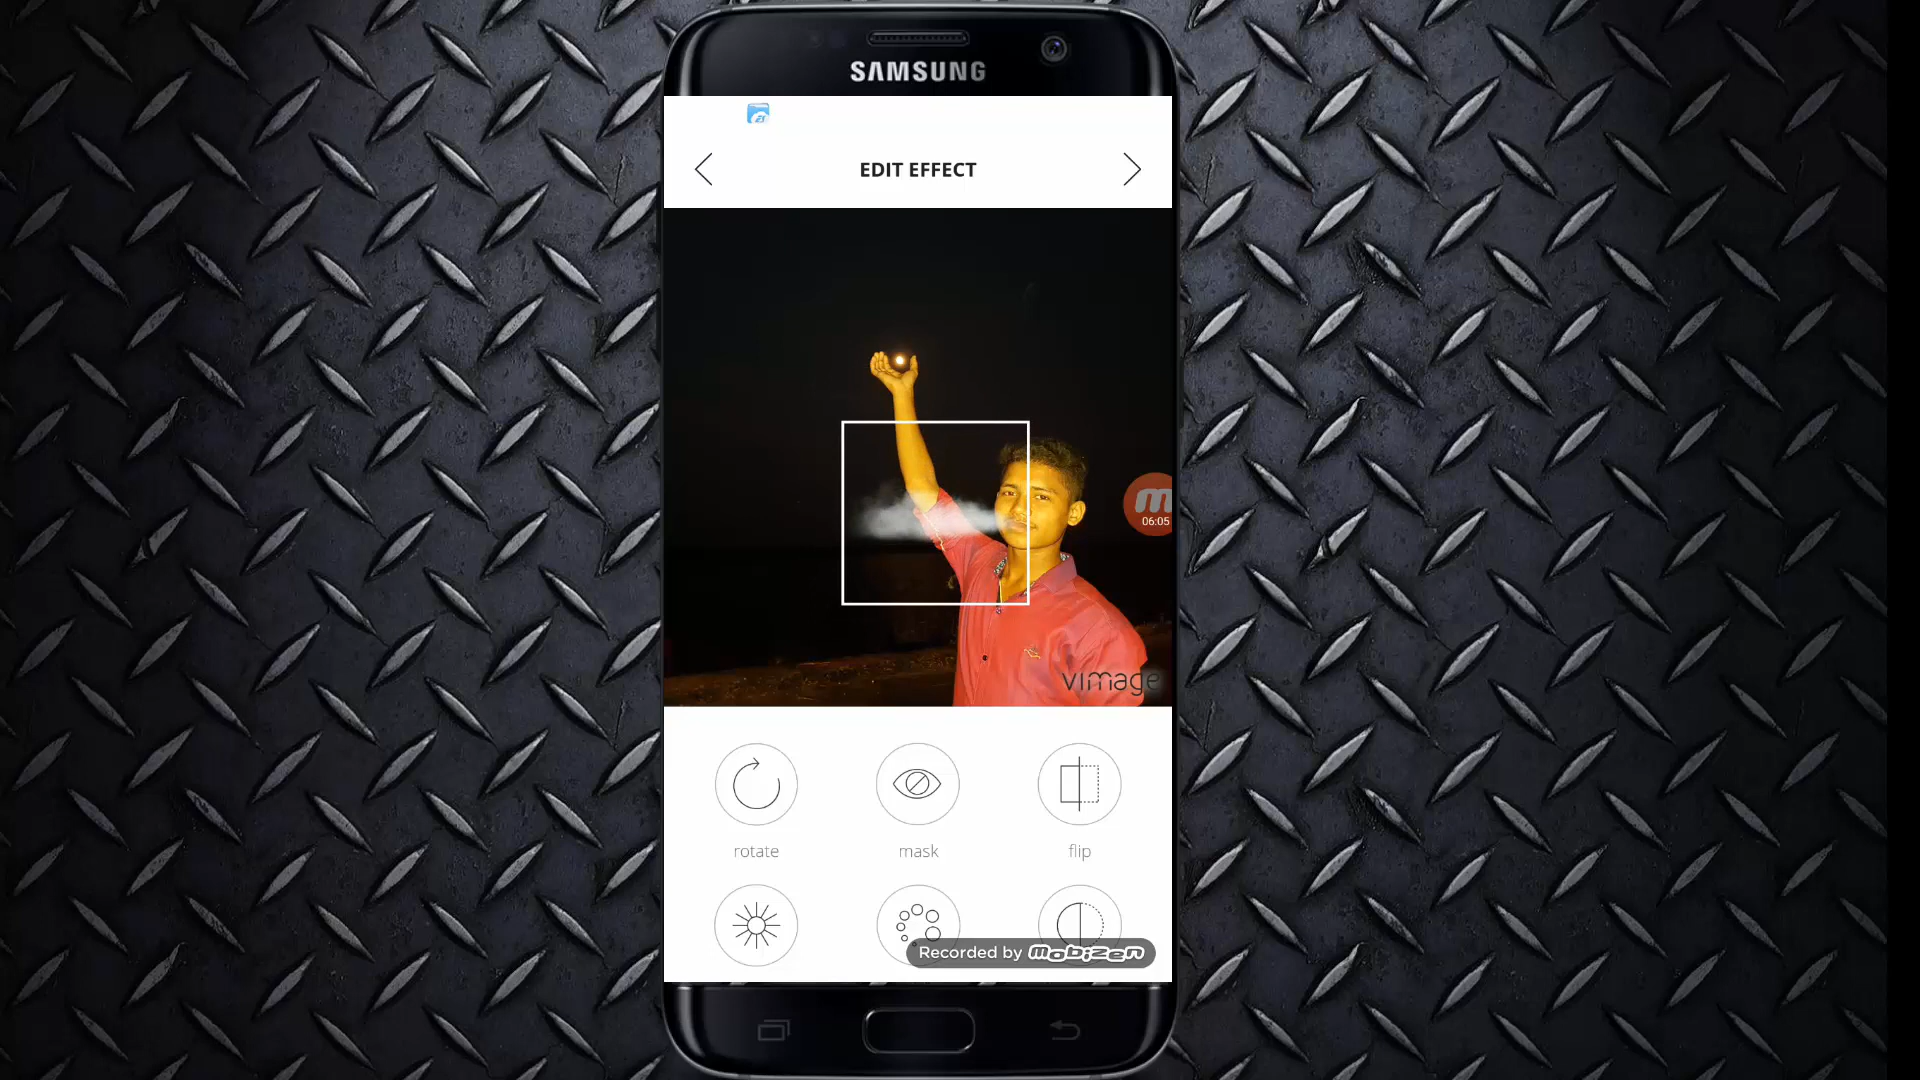 SAMSUNG
EDIT EFFECT
06:05
vimage
rotate
mask
flip
Recorded by mobizen